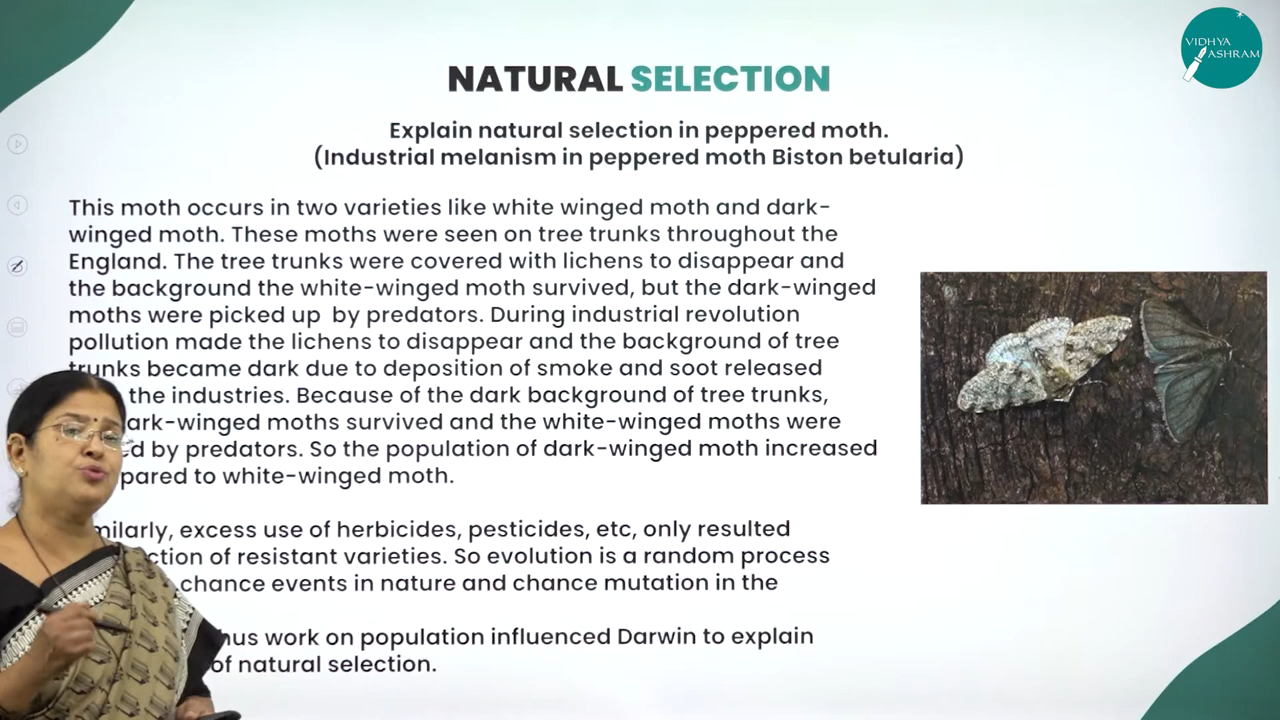 VIDHYA
ASHRAM
NATURAL SELECTION
Explain natural selection in peppered moth.
(Industrial melanism in peppered moth Biston betularia)
This moth occurs in two varieties like white winged moth and dark-
winged moth. These moths were seen on tree trunks throughout the
England. The tree trunks were covered with lichens to disappear and
the background the white-winged moth survived, but the dark-winged
moths were picked up by predators. During industrial revolution
pollution made the lichens to disappear and the background of tree
trunks became dark due to deposition of smoke and soot released
the industries. Because of the dark background of tree trunks,
ark-winged moths survived and the white-winged moths were
d by predators. So the population of dark-winged moth increased
pared to white-winged moth.
milarly, excess use of herbicides, pesticides, etc, only resulted
ction of resistant varieties. So evolution is a random process
chance events in nature and chance mutation in the
hus work on population influenced Darwin to explain
of natural selection.